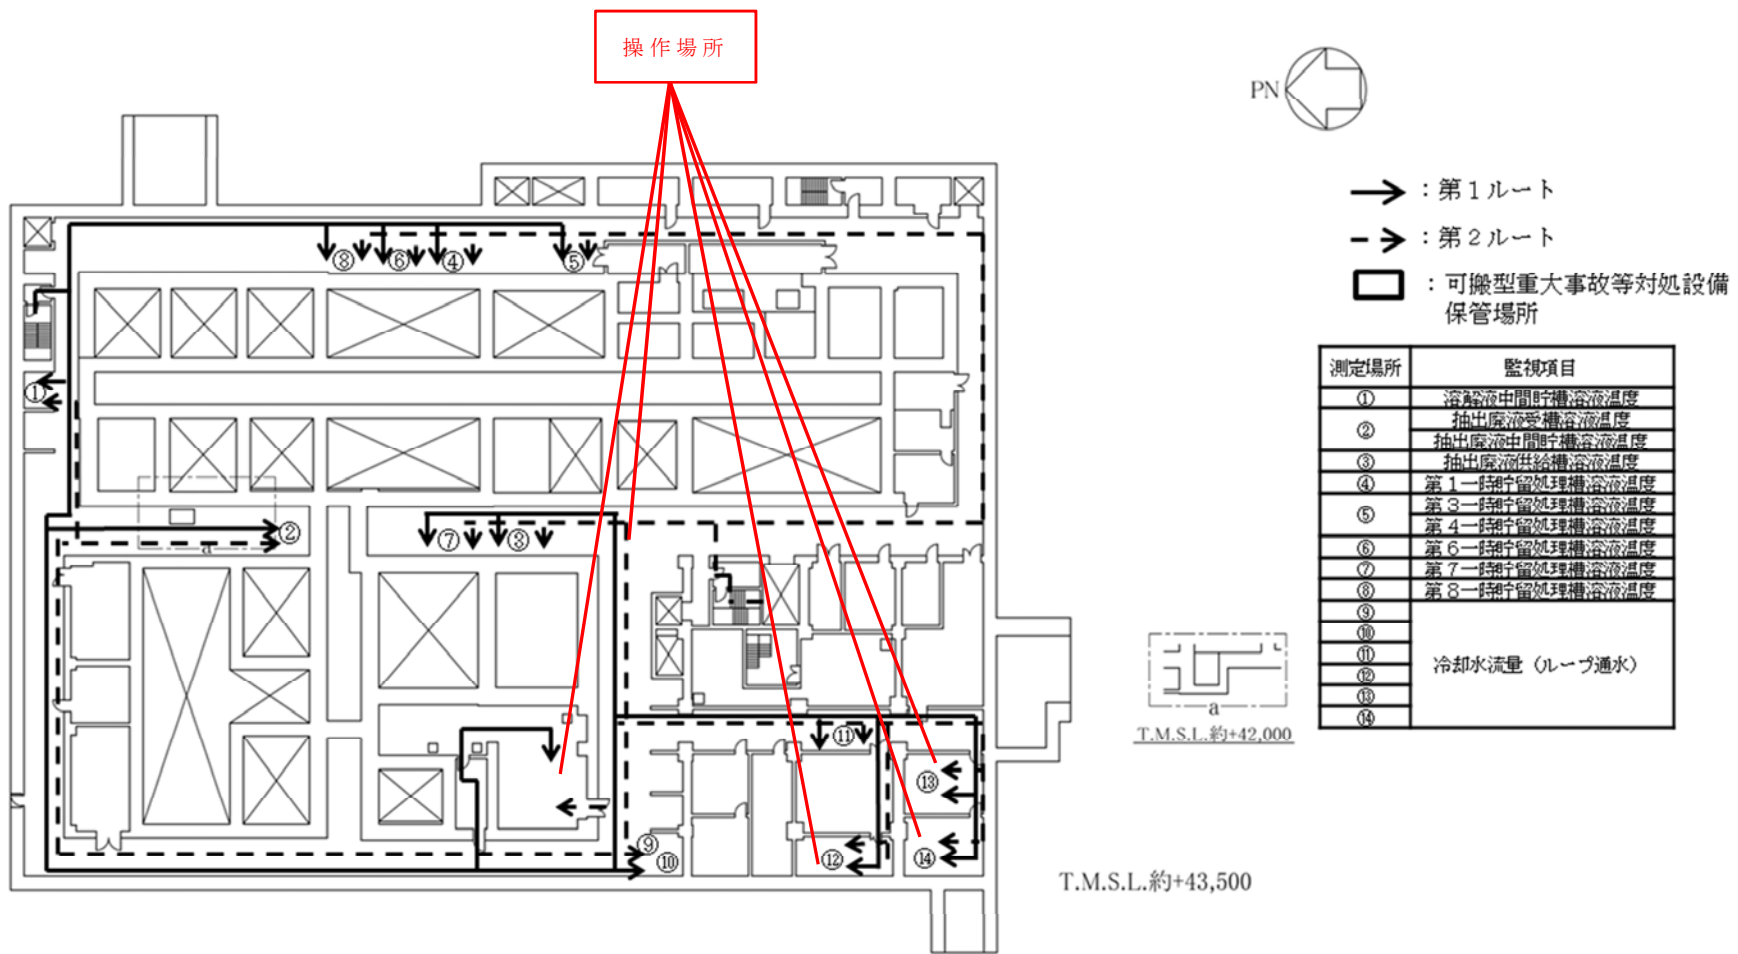 操作場所
PN
：第1ルート
：第2ルート
：可搬型重大事故等対処設備
保管場所
測定場所 監視項目
① 溶解液中間貯槽溶液温度
② 抽出廃液受槽溶液温度
抽出廃液中間貯槽溶液温度
③ 抽出廃液供給槽溶液温度
④ 第1一時貯留処理槽溶液温度
⑤ 第3一時貯留処理槽溶液温度
第4一時貯留処理槽溶液温度
⑥ 第6一時貯留処理槽溶液温度
⑦ 第7一時貯留処理槽溶液温度
⑧ 第8一時貯留処理槽溶液温度
⑨
⑩
⑪
⑫
⑬
⑭
冷却水流量（ループ通水）
⑧ ⑥ ④ ⑤
①
②
a
⑦ ③
⑪
⑬
⑨
⑩
⑫
⑭
a
T.M.S.L.約+42,000
T.M.S.L.約+43,500